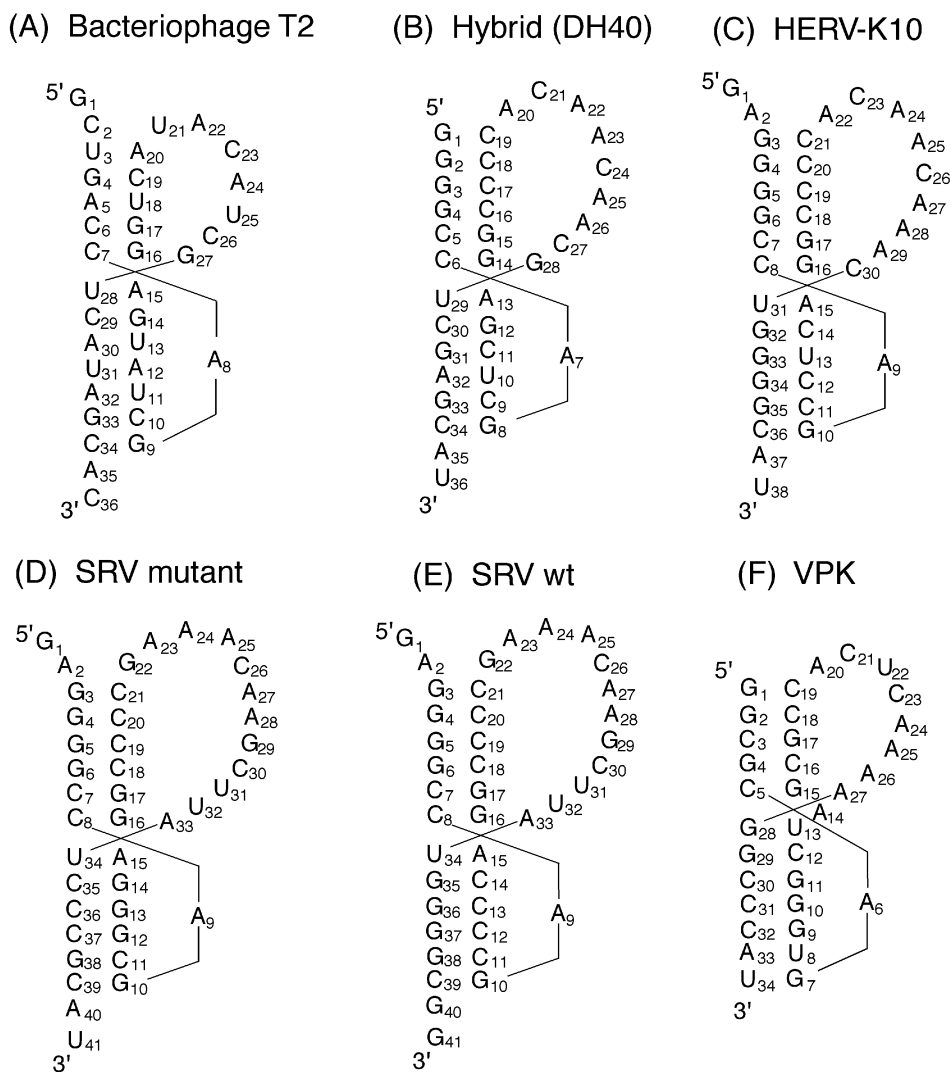 (A) Bacteriophage T2
5' G1
C2 U21 A22
U3 A20 C23
G4 C19 A24
A5 U18 U25
C6 G17 C26
C7 G16 G27
U28 A15
C29 G14
A30 U13
U31 A12 A8
A32 U11
G33 C10
C34 G9
A35
3' C36
(B) Hybrid (DH40)
5' A20 C21 A22
G1 C19 A23
G2 C18 C24
G3 C17 A25
G4 C16 A26
C5 G15 C27
C6 G14 G28
U29 A13
C30 G12
G31 C11 A7
A32 U10
G33 C9
C34 G8
A35
U36
3'
(C) HERV-K10
5' G1
A2 A22 C23 A24
G3 C21 A25
G4 C20 C26
G5 C19 A27
G6 C18 A28
C7 G17 A29
C8 G16 C30
U31 A15
G32 C14
G33 U13 A9
G34 C12
G35 C11
C36 G10
A37
U38
3'
(D) SRV mutant
5' G1 A23 A24 A25
A2 G22 C26
G3 C21 A27
G4 C20 A28
G5 C19 G29
G6 C18 C30
C7 G17 U31
C8 G16 A33 U32
U34 A15
C35 G14
C36 G13 A9
C37 G12
G38 C11
C39 G10
A40
U41
3'
(E) SRV wt
5' G1 A23 A24 A25
A2 G22 C26
G3 C21 A27
G4 C20 A28
G5 C19 G29
G6 C18 C30
C7 G17 U31
C8 G16 A33 U32
U34 A15
G35 C14
G36 C13 A9
G37 C12
G38 C11
C39 G10
G40
G41
3'
(F) VPK
5' A20 C21 U22
G1 C19 C23
G2 C18 A24
C3 G17 A25
G4 C16 A26
C5 G15 A27
A14
G28 U13
G29 C12
C30 G11
C31 G10 A6
C32 G9
A33 U8
U34 G7
3'